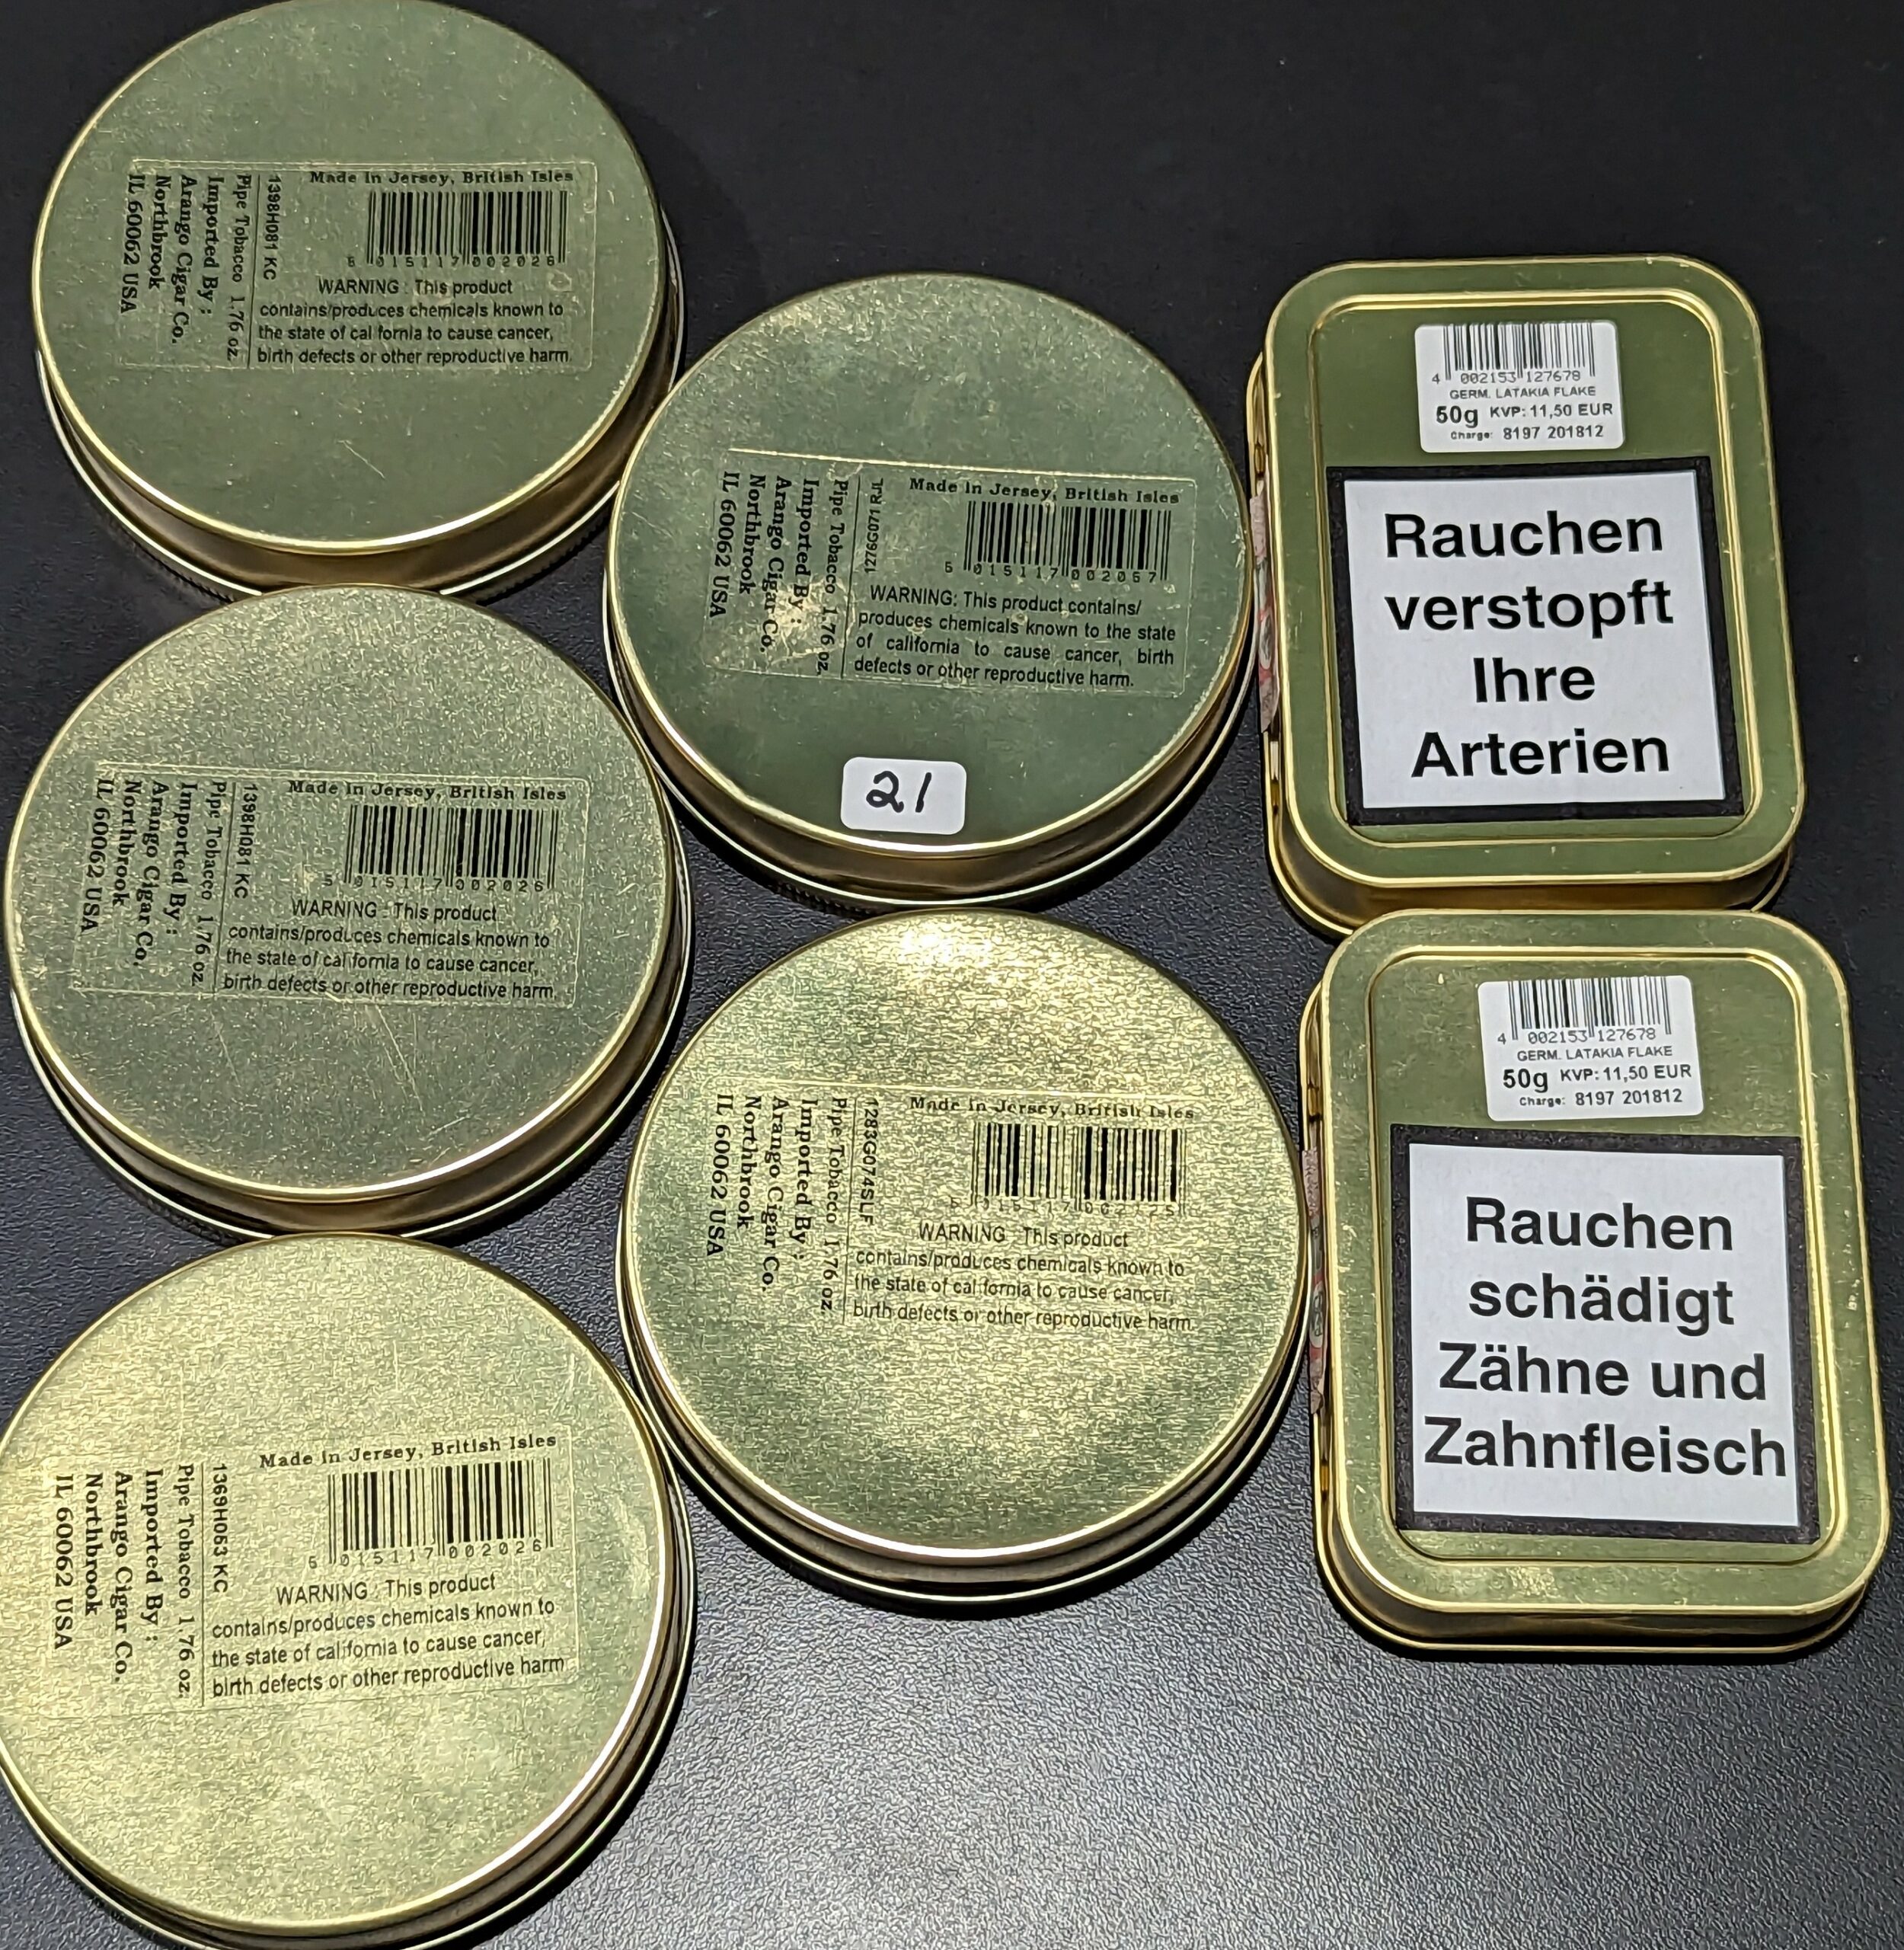 Made in Jersey, British Isles
5 015117 002026
WARNING : This product
contains/produces chemicals known to
the state of cal fornia to cause cancer,
birth defects or other reproductive harm.
1398H081 KC
Pipe Tobacco 1.76 oz.
Imported By :
Arango Cigar Co.
Northbrook
IL 60062 USA
Made in Jersey, British Isles
5 015117 002026
WARNING : This product
contains/produces chemicals known to
the state of cal fornia to cause cancer,
birth defects or other reproductive harm.
1398H081 KC
Pipe Tobacco 1.76 oz
Imported By :
Arango Cigar Co.
Northbrook
IL 60062 USA
Made in Jersey, British Isles
5 015117 002026
WARNING : This product
contains/produces chemicals known to
the state of california to cause cancer,
birth defects or other reproductive harm
1369H053 KC
Pipe Tobacco 1.76 oz.
Imported By :
Arango Cigar Co.
Northbrook
IL 60062 USA
Made in Jersey, British Isles
5 015117 002057
WARNING: This product contains/
produces chemicals known to the state
of california to cause cancer, birth
defects or other reproductive harm.
1276G071 RJL
Pipe Tobacco 1.76 oz.
Imported By :
Arango Cigar Co.
Northbrook
IL 60062 USA
21
Made in Jersey, British Isles
5 015117 002125
WARNING : This product
contains/produces chemicals known to
the state of cal fornia to cause cancer,
birth defects or other reproductive harm.
1283G074SLF
Pipe Tobacco 1.76 oz.
Imported By :
Arango Cigar Co.
Northbrook
IL 60062 USA
4 002153 127678
GERM. LATAKIA FLAKE
50g KVP: 11,50 EUR
Charge: 8197 201812
Rauchen
verstopft
Ihre
Arterien
4 002153 127678
GERM. LATAKIA FLAKE
50g KVP: 11,50 EUR
Charge: 8197 201812
Rauchen
schädigt
Zähne und
Zahnfleisch